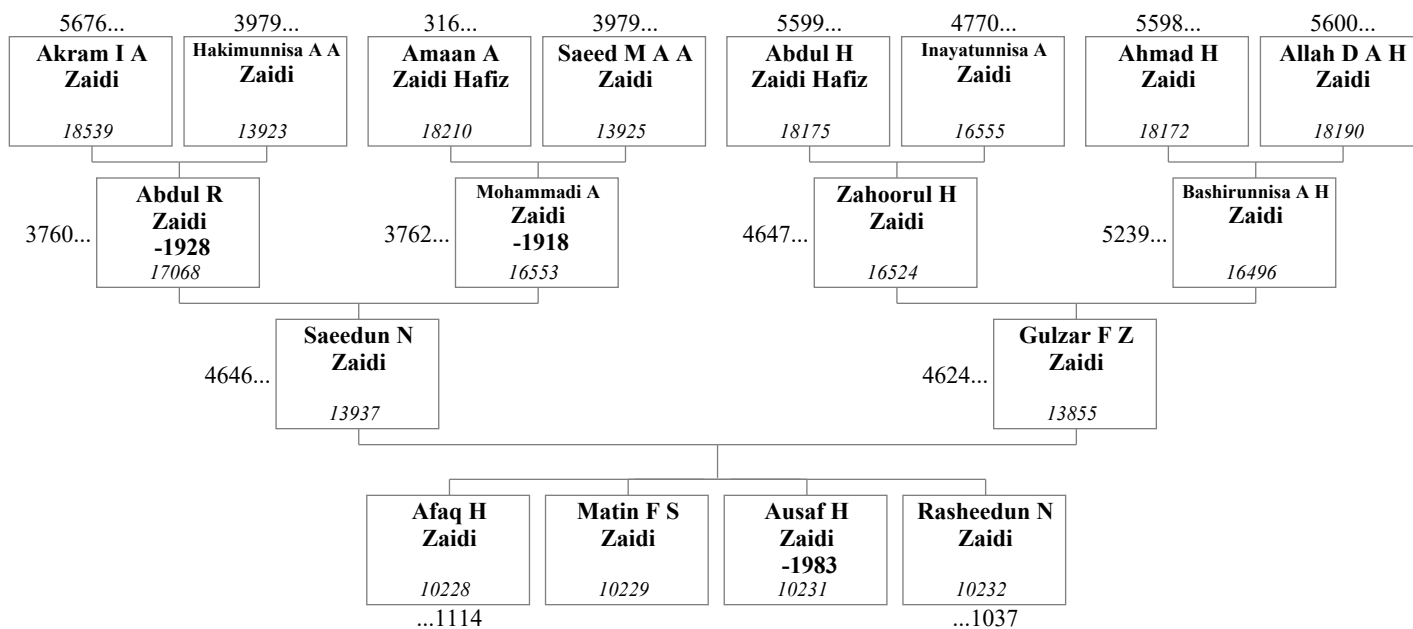 5676... 3979... 316... 3979... 5599... 4770... 5598... 5600...
Akram I A
Zaidi
18539
Hakimunnisa A A
Zaidi
13923
Amaan A
Zaidi Hafiz
18210
Saeed M A A
Zaidi
13925
Abdul H
Zaidi Hafiz
18175
Inayatunnisa A
Zaidi
16555
Ahmad H
Zaidi
18172
Allah D A H
Zaidi
18190
3760...
Abdul R
Zaidi
-1928
17068
3762...
Mohammadi A
Zaidi
-1918
16553
4647...
Zahoorul H
Zaidi
16524
5239...
Bashirunnisa A H
Zaidi
16496
4646...
Saeedun N
Zaidi
13937
4624...
Gulzar F Z
Zaidi
13855
Afaq H
Zaidi
10228
...1114
Matin F S
Zaidi
10229
Ausaf H
Zaidi
-1983
10231
Rasheedun N
Zaidi
10232
...1037